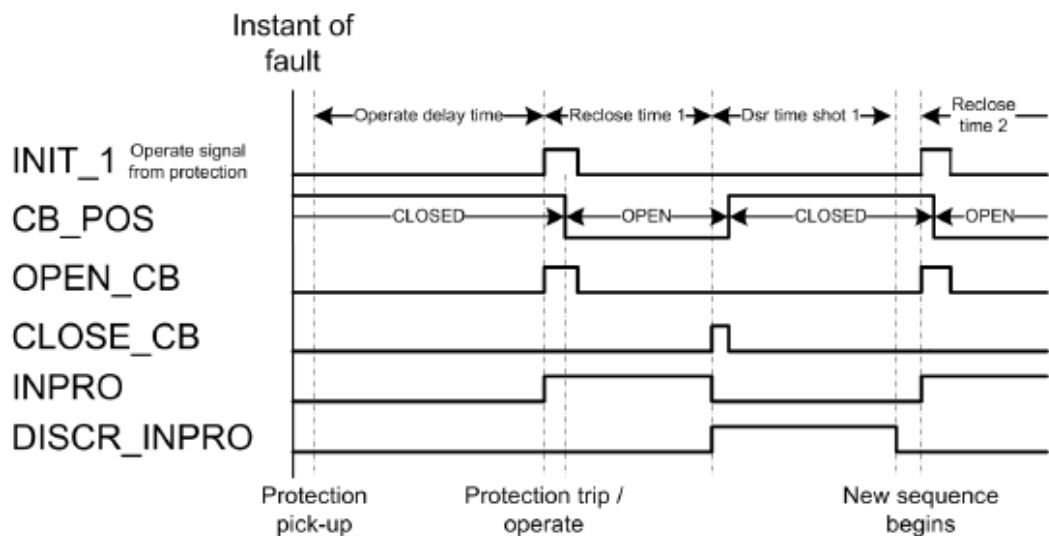 Instant of
fault
Operate delay time
Reclose time 1
Dsr time shot 1
Reclose
time 2
INIT_1
Operate signal
from protection
CB_POS
CLOSED
OPEN
CLOSED
OPEN
OPEN_CB
CLOSE_CB
INPRO
DISCR_INPRO
Protection
pick-up
Protection trip /
operate
New sequence
begins